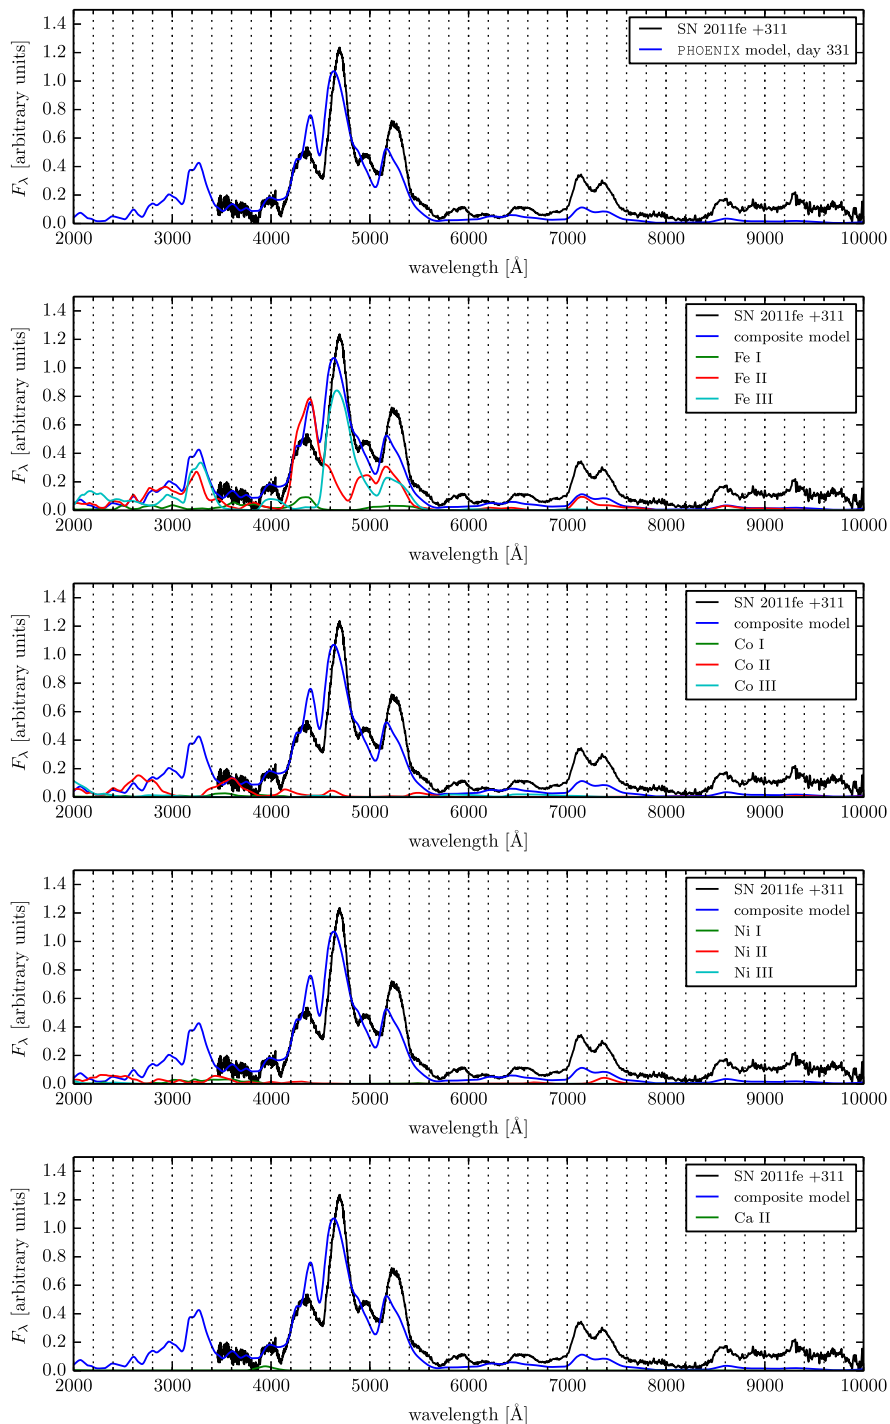 SN 2011fe +311
PHOENIX model, day 331
F_λ [arbitrary units]
1.4
1.2
1.0
0.8
0.6
0.4
0.2
0.0
2000 3000 4000 5000 6000 7000 8000 9000 10000
wavelength [Å]
SN 2011fe +311
composite model
Fe I
Fe II
Fe III
F_λ [arbitrary units]
1.4
1.2
1.0
0.8
0.6
0.4
0.2
0.0
2000 3000 4000 5000 6000 7000 8000 9000 10000
wavelength [Å]
SN 2011fe +311
composite model
Co I
Co II
Co III
F_λ [arbitrary units]
1.4
1.2
1.0
0.8
0.6
0.4
0.2
0.0
2000 3000 4000 5000 6000 7000 8000 9000 10000
wavelength [Å]
SN 2011fe +311
composite model
Ni I
Ni II
Ni III
F_λ [arbitrary units]
1.4
1.2
1.0
0.8
0.6
0.4
0.2
0.0
2000 3000 4000 5000 6000 7000 8000 9000 10000
wavelength [Å]
SN 2011fe +311
composite model
Ca II
F_λ [arbitrary units]
1.4
1.2
1.0
0.8
0.6
0.4
0.2
0.0
2000 3000 4000 5000 6000 7000 8000 9000 10000
wavelength [Å]